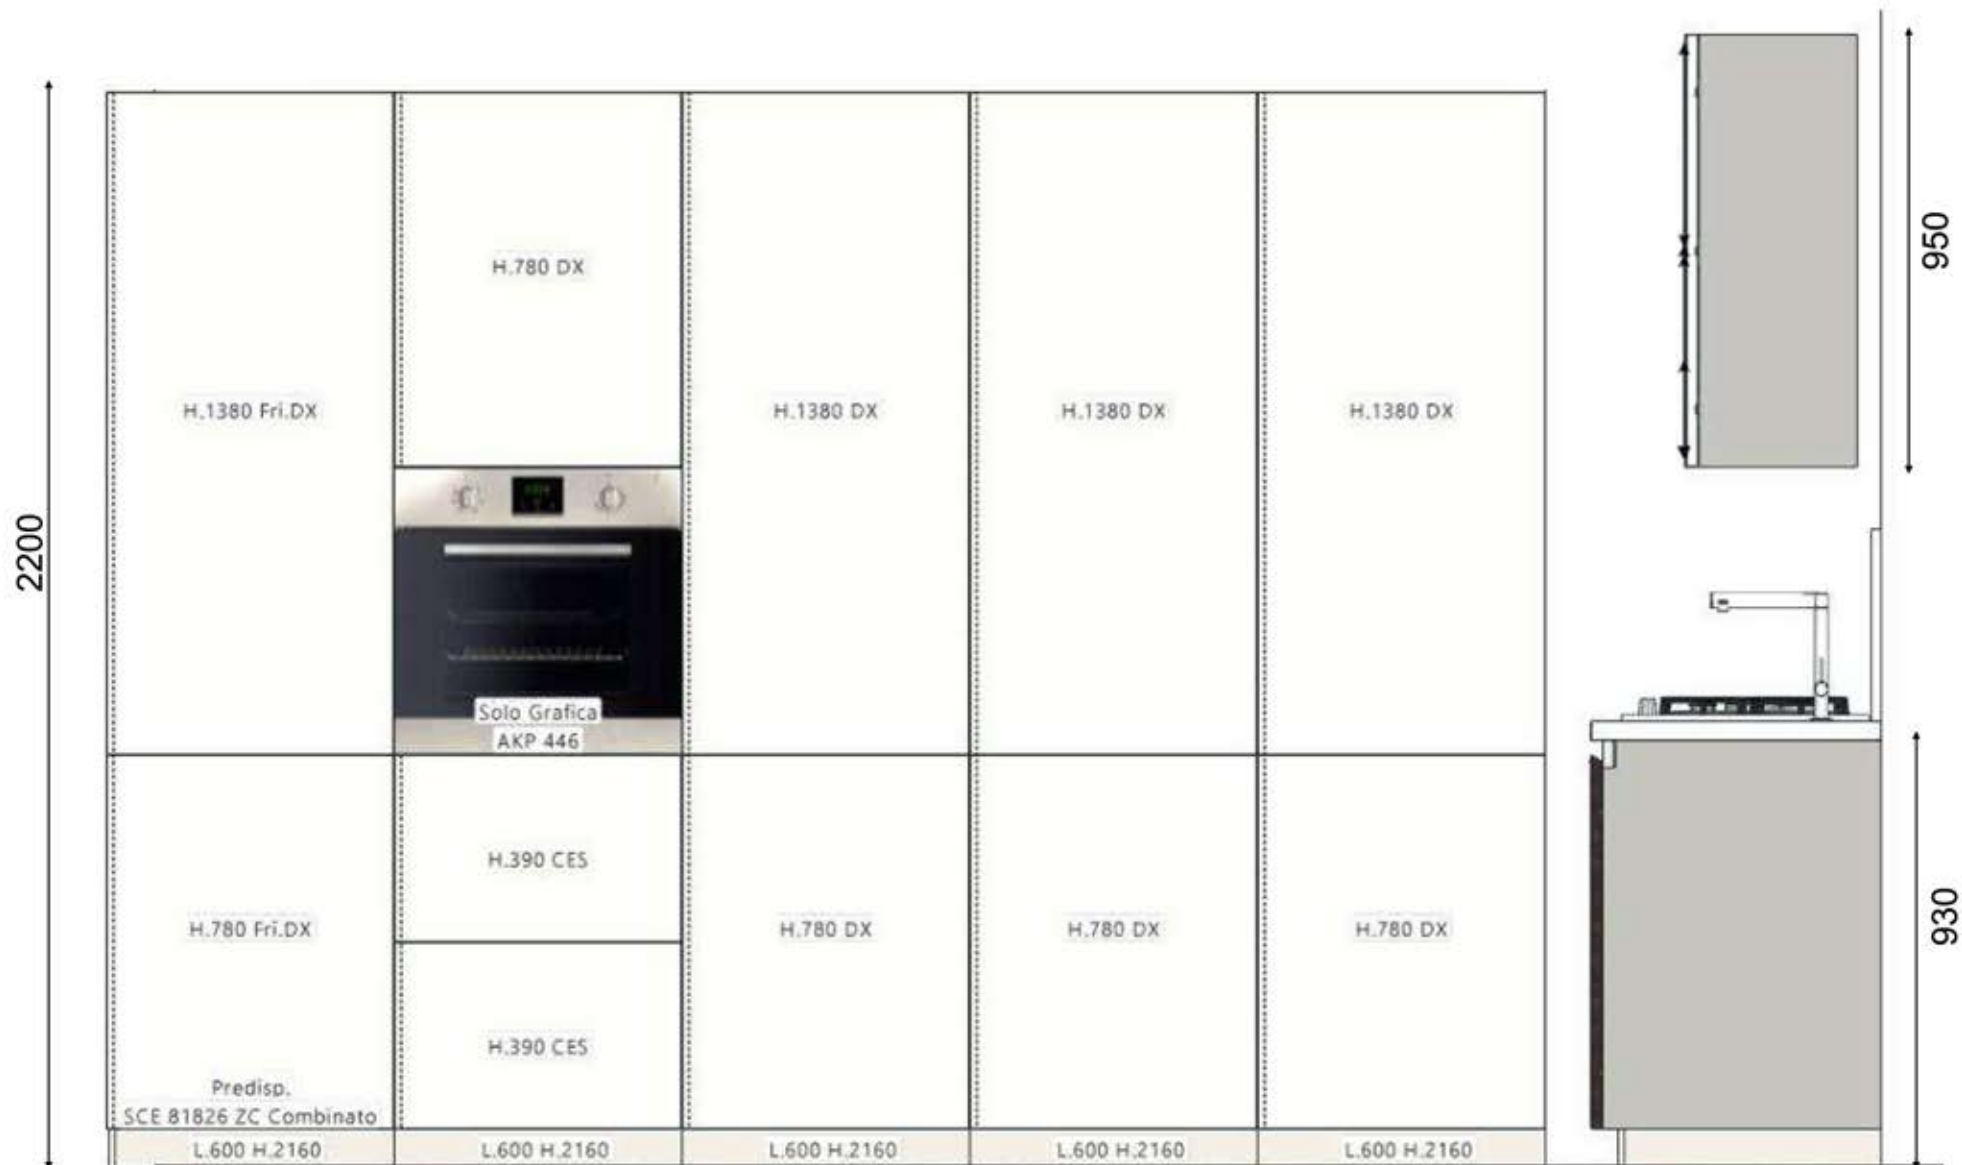 950
H.780 DX
H.1380 Fri.DX
H.1380 DX
H.1380 DX
H.1380 DX
2200
Solo Grafica
AKP 446
H.390 CES
H.780 Fri.DX
H.780 DX
H.780 DX
H.780 DX
930
H.390 CES
Predisp.
SCE 81826 ZC Combinato
L.600 H.2160
L.600 H.2160
L.600 H.2160
L.600 H.2160
L.600 H.2160